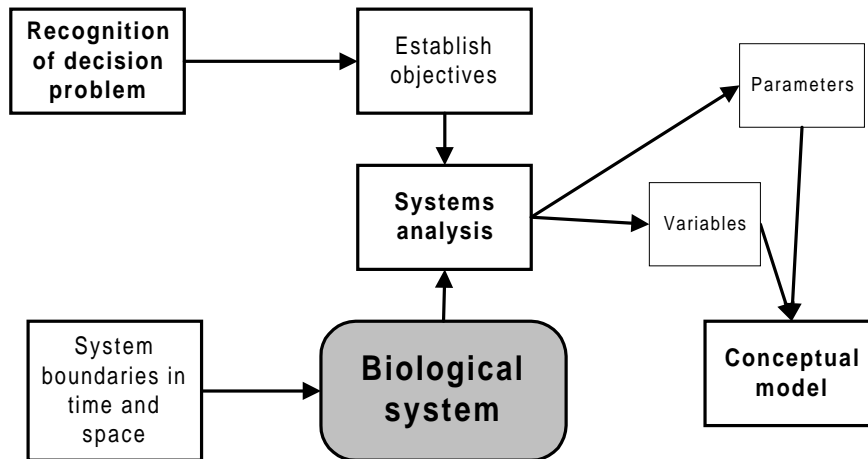 Recognition
of decision
problem
Establish
objectives
Parameters
Systems
analysis
Variables
System
boundaries in
time and
space
Biological
system
Conceptual
model